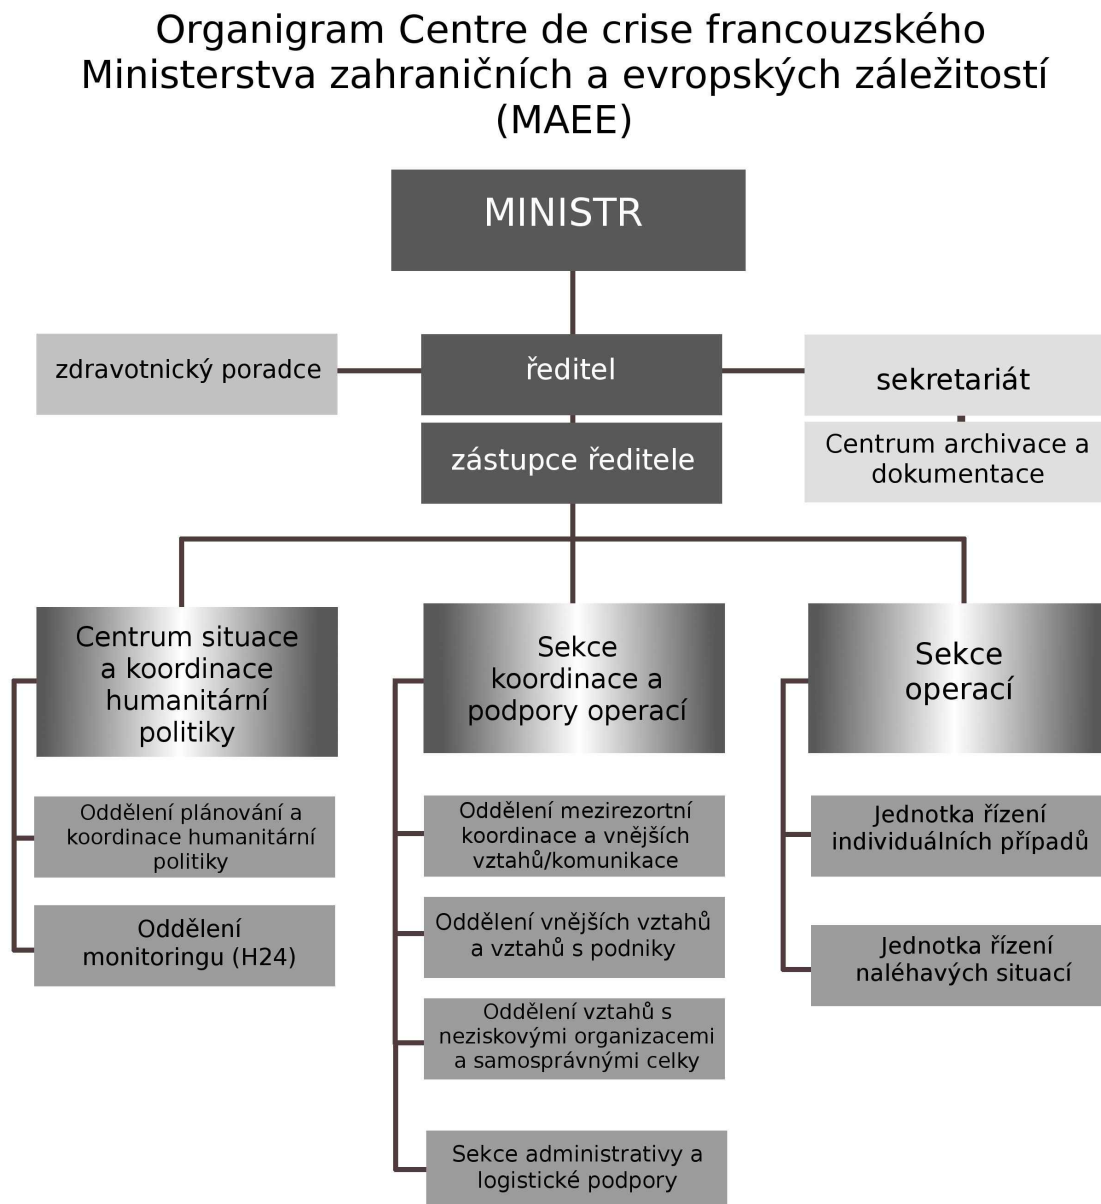 Organigram Centre de crise francouzského
Ministerstva zahraničních a evropských záležitostí
(MAEE)
MINISTR
zdravotnický poradce
ředitel
sekretariát
zástupce ředitele
Centrum archivace a
dokumentace
Centrum situace
a koordinace
humanitární
politiky
Sekce
koordinace a
podpory operací
Sekce
operací
Oddělení plánování a
koordinace humanitární
politiky
Oddělení
monitoringu (H24)
Oddělení mezirezortní
koordinace a vnějších
vztahů/komunikace
Oddělení vnějších vztahů
a vztahů s podniky
Oddělení vztahů s
neziskovými organizacemi
a samosprávnými celky
Sekce administrativy a
logistické podpory
Jednotka řízení
individuálních případů
Jednotka řízení
naléhavých situací